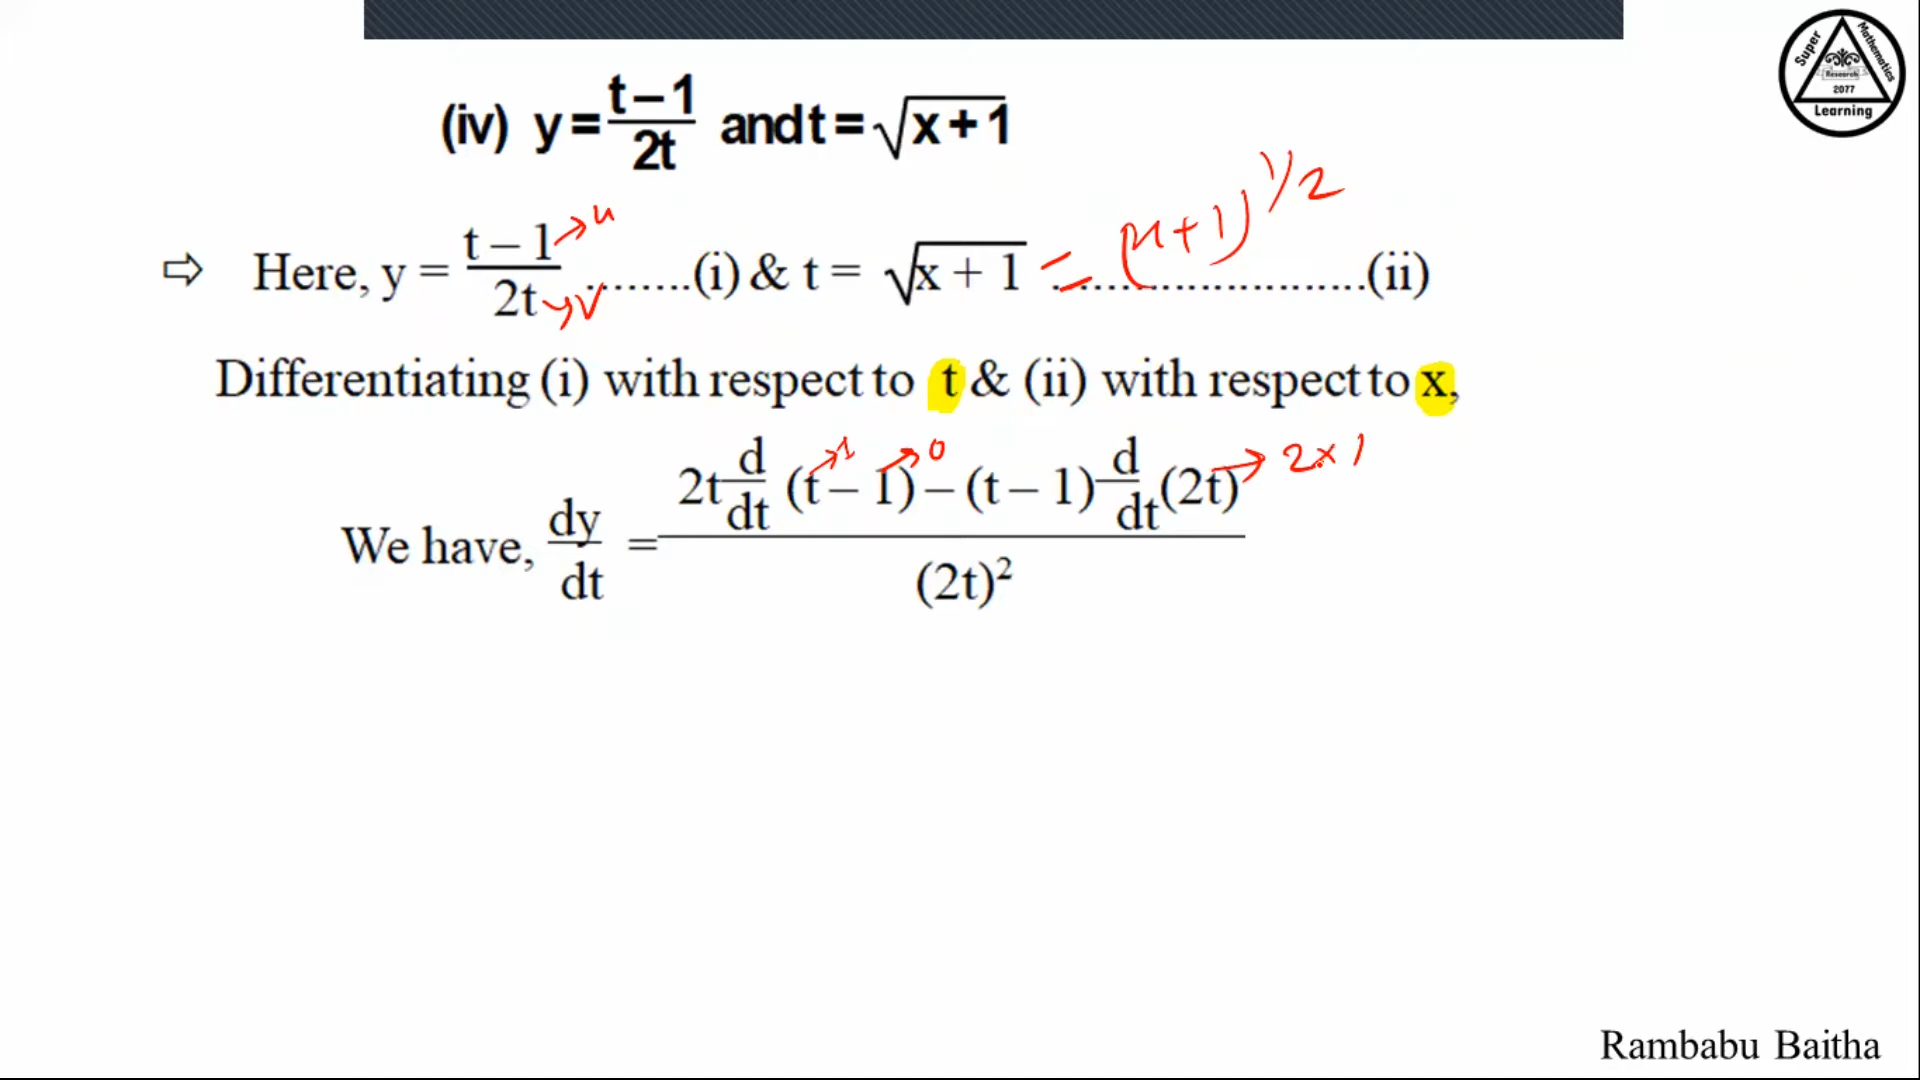 Super Mathematics
Research
2077
Learning
(iv) y = t – 1 / 2t and t = √x + 1
⇨ Here, y = t – 1 / 2t ........(i) & t = √x + 1 ......................(ii)
→ u
→ v
= (x+1)^1/2
Differentiating (i) with respect to t & (ii) with respect to x,
We have, dy/dt = 2t d/dt (t – 1) – (t – 1) d/dt (2t) / (2t)²
→ 1
→ 0
→ 2×1
Rambabu Baitha